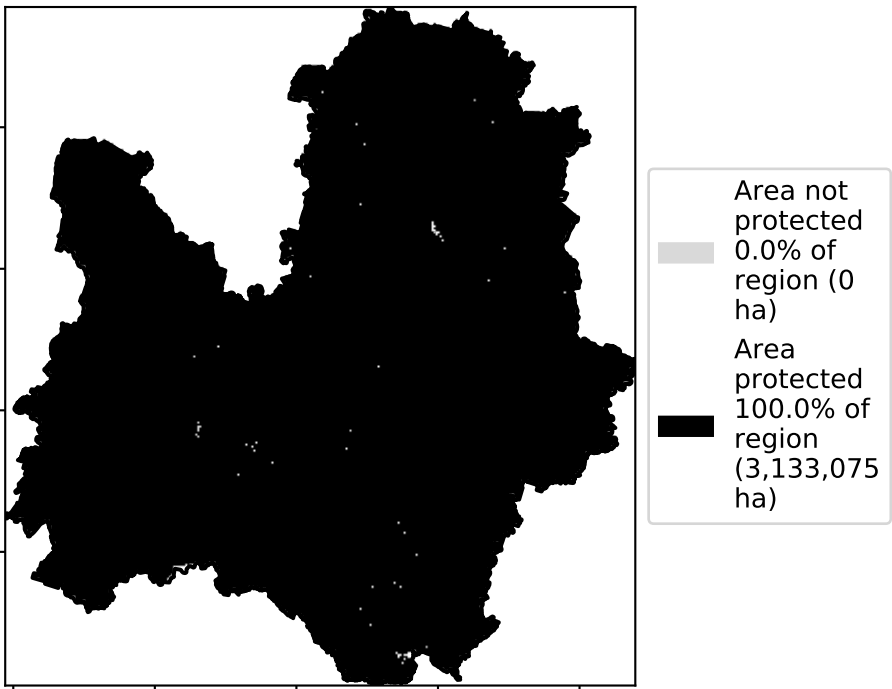 Area not
protected
0.0% of
region (0
ha)
Area
protected
100.0% of
region
(3,133,075
ha)